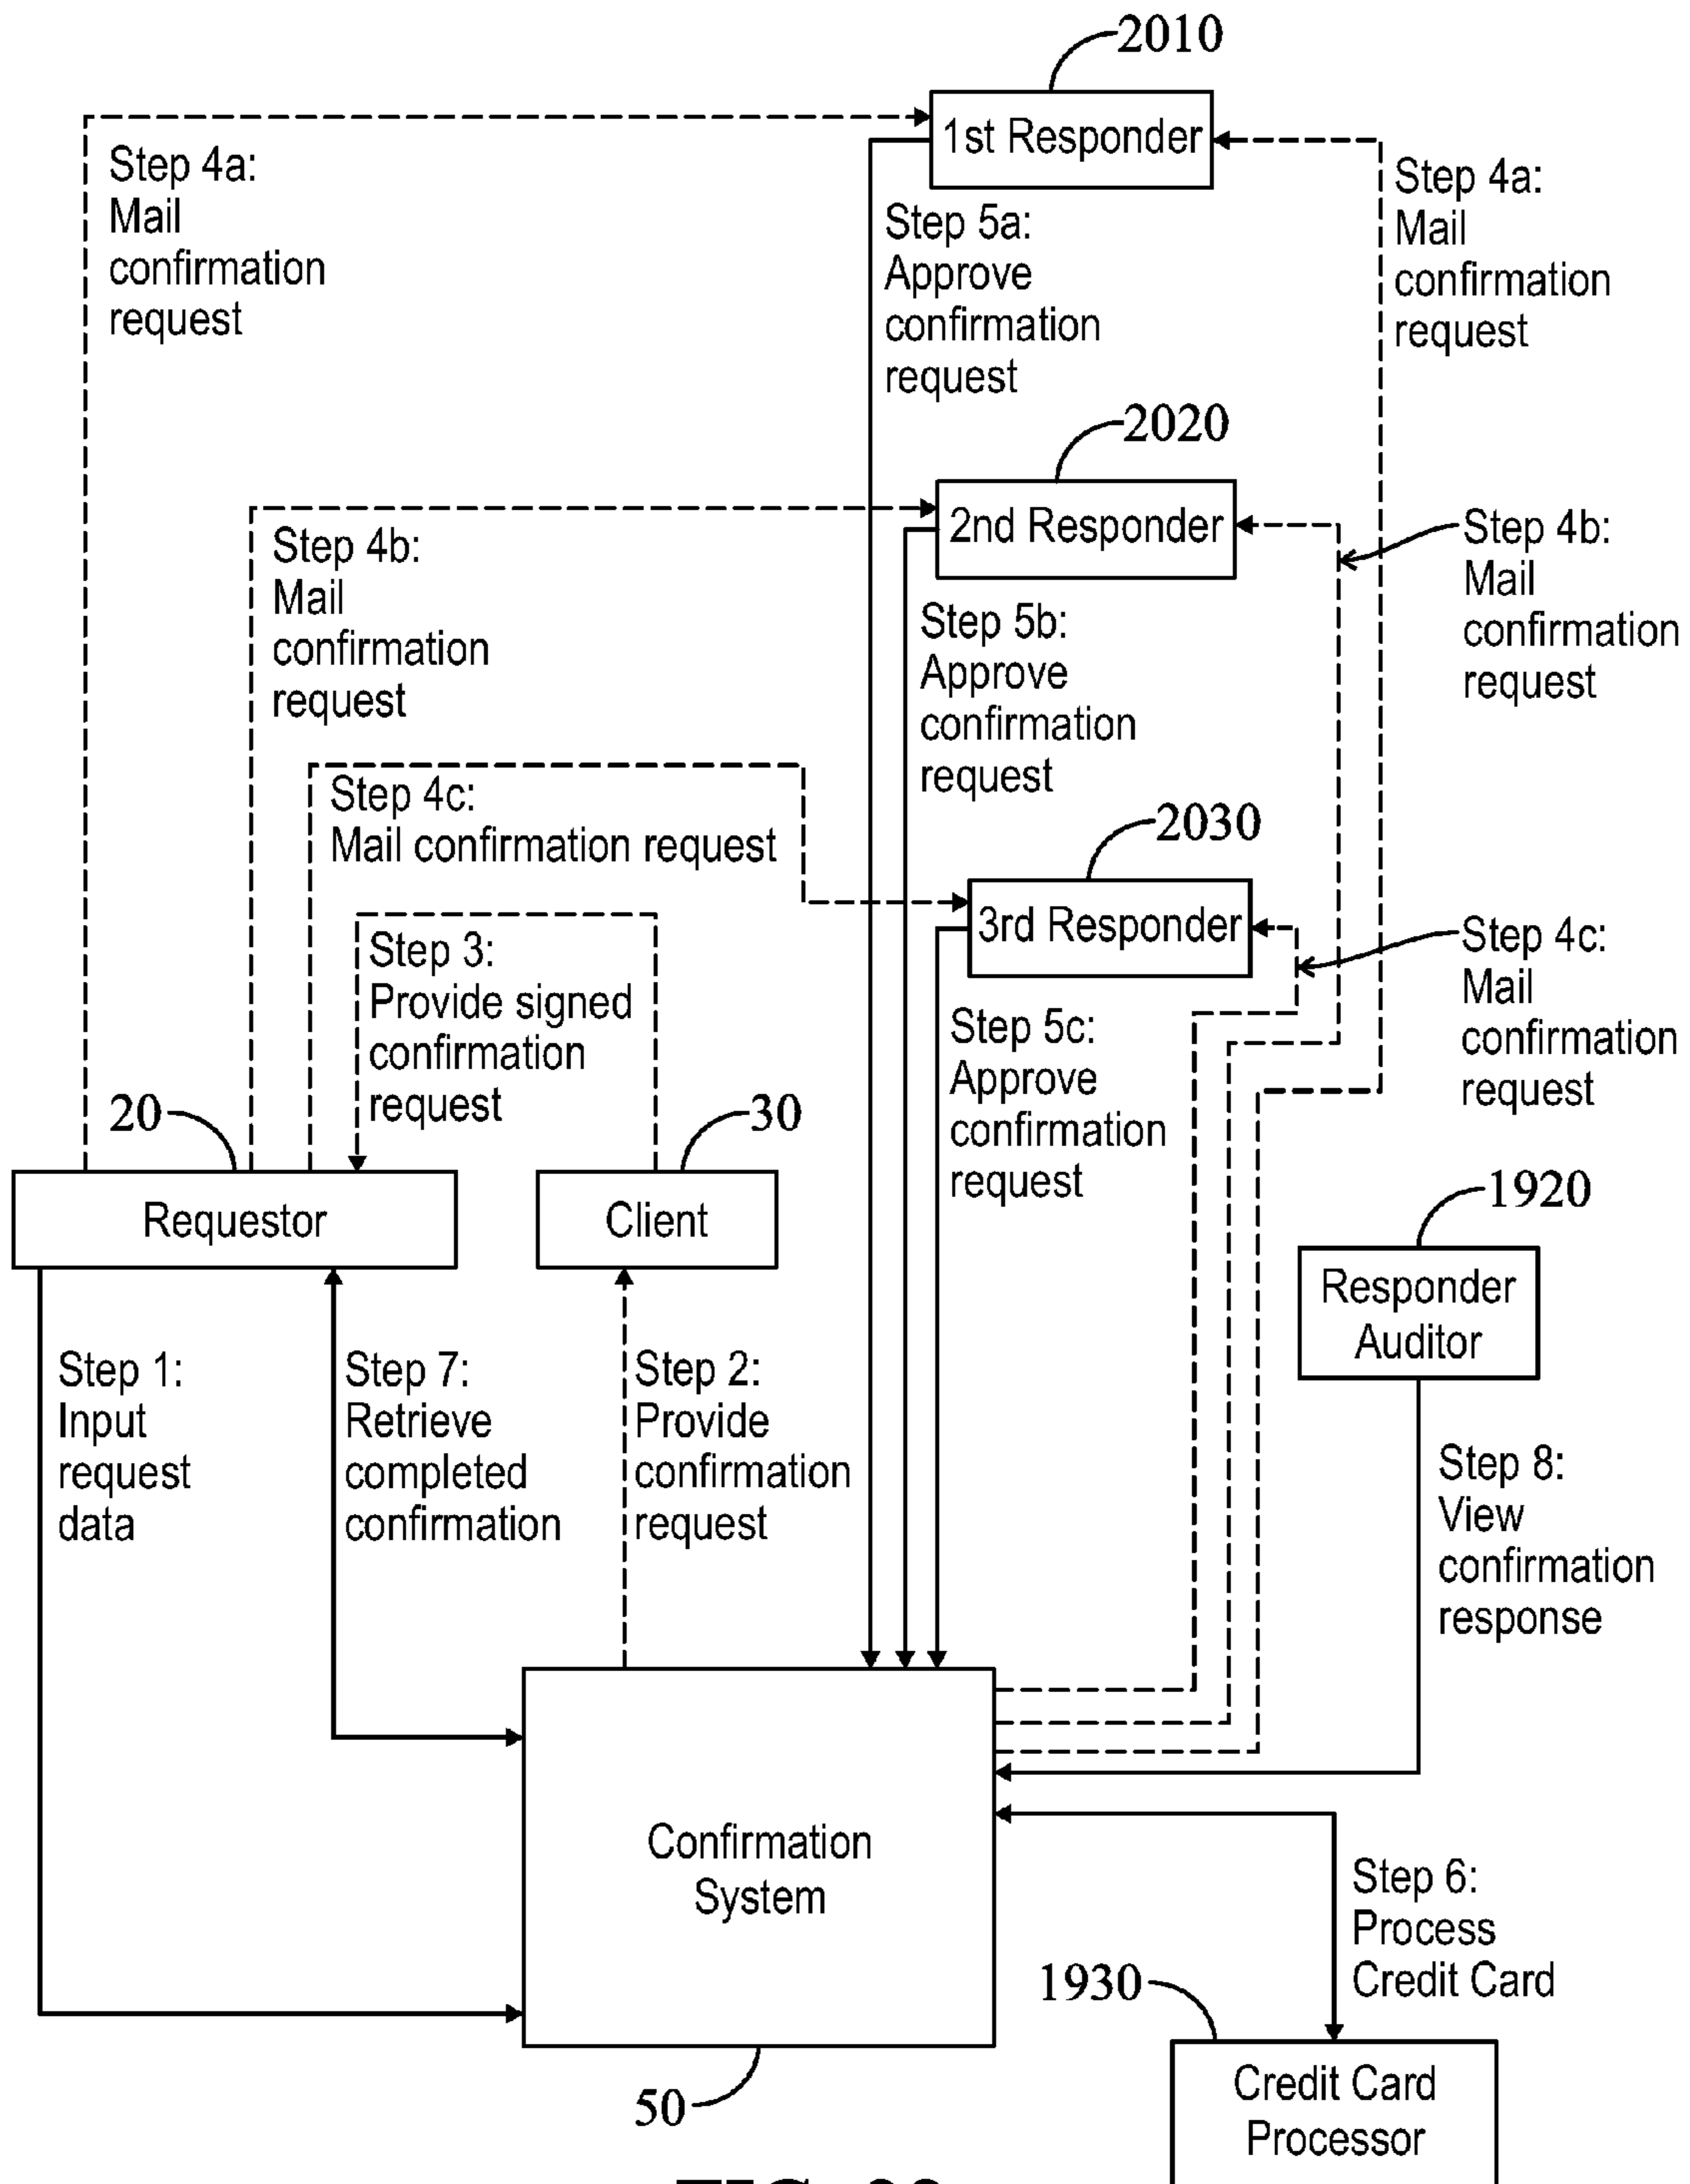 2010
1st Responder
Step 4a:
Mail
confirmation
request
Step 5a:
Approve
confirmation
request
Step 4a:
Mail
confirmation
request
2020
2nd Responder
Step 4b:
Mail
confirmation
request
Step 5b:
Approve
confirmation
request
Step 4b:
Mail
confirmation
request
Step 4c:
Mail confirmation request
2030
3rd Responder
Step 3:
Provide signed
confirmation
request
Step 5c:
Approve
confirmation
request
Step 4c:
Mail
confirmation
request
20
30
Requestor
Client
1920
Responder
Auditor
Step 1:
Input
request
data
Step 7:
Retrieve
completed
confirmation
Step 2:
Provide
confirmation
request
Step 8:
View
confirmation
response
Confirmation
System
Step 6:
Process
Credit Card
1930
50
Credit Card
Processor